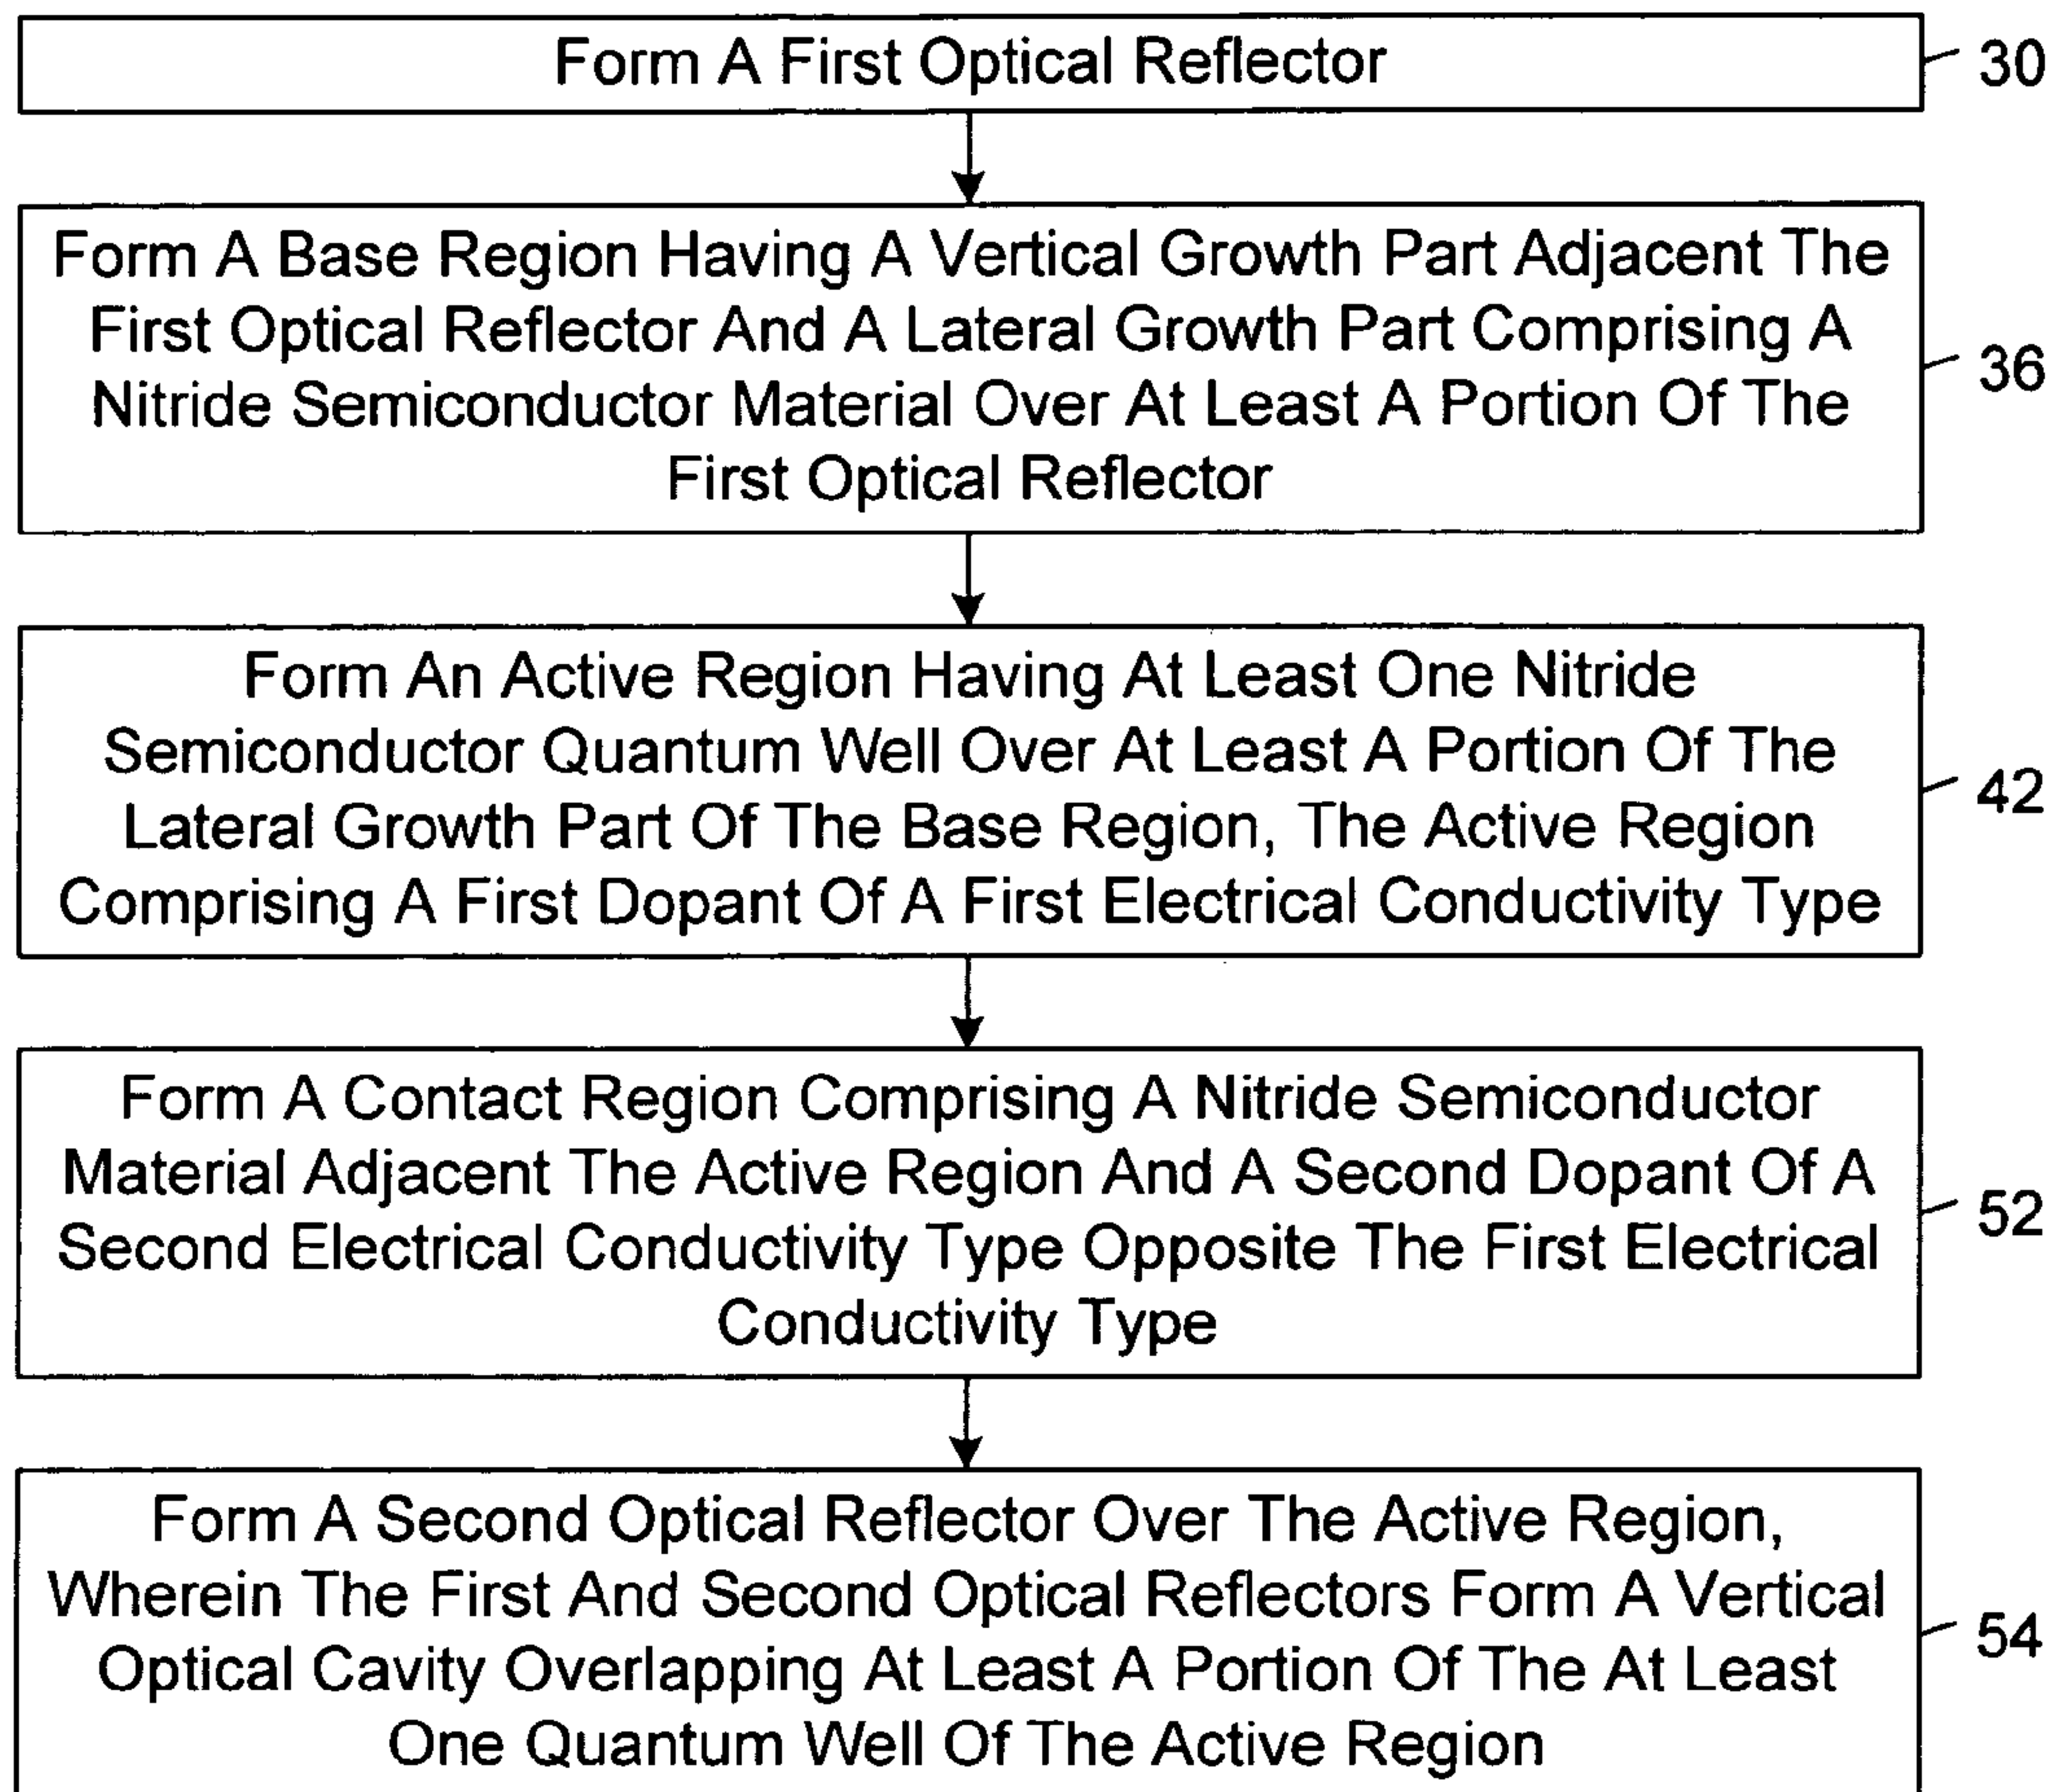 Form A First Optical Reflector
30
Form A Base Region Having A Vertical Growth Part Adjacent The
First Optical Reflector And A Lateral Growth Part Comprising A
Nitride Semiconductor Material Over At Least A Portion Of The
First Optical Reflector
36
Form An Active Region Having At Least One Nitride
Semiconductor Quantum Well Over At Least A Portion Of The
Lateral Growth Part Of The Base Region, The Active Region
Comprising A First Dopant Of A First Electrical Conductivity Type
42
Form A Contact Region Comprising A Nitride Semiconductor
Material Adjacent The Active Region And A Second Dopant Of A
Second Electrical Conductivity Type Opposite The First Electrical
Conductivity Type
52
Form A Second Optical Reflector Over The Active Region,
Wherein The First And Second Optical Reflectors Form A Vertical
Optical Cavity Overlapping At Least A Portion Of The At Least
One Quantum Well Of The Active Region
54